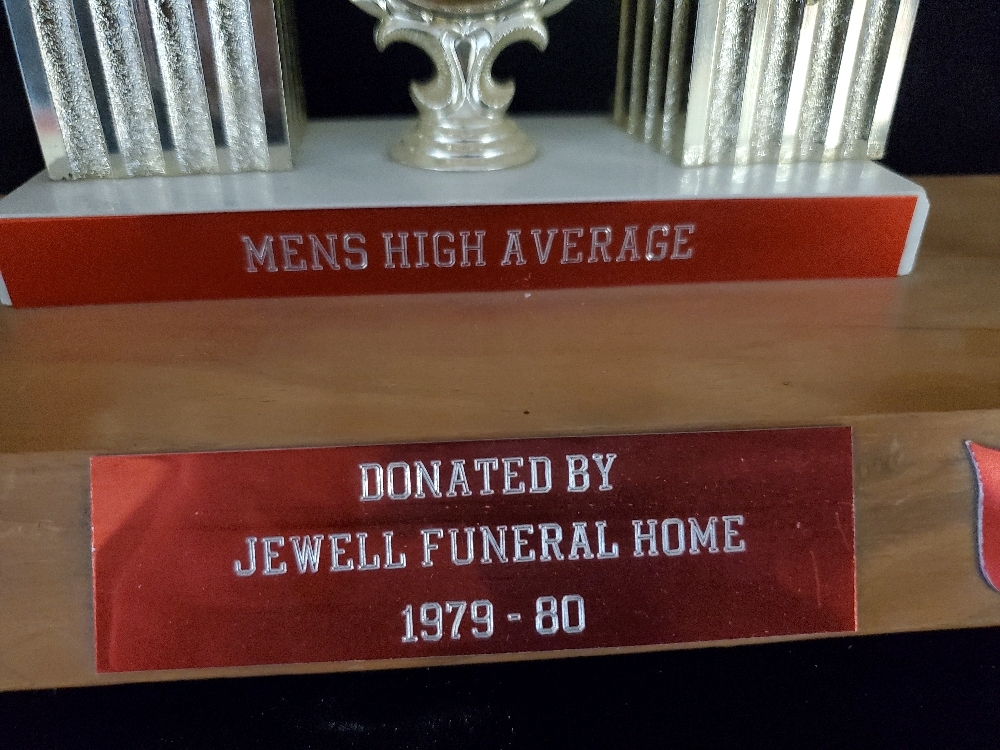 MENS HIGH AVERAGE
DONATED BY
JEWELL FUNERAL HOME
1979 - 80